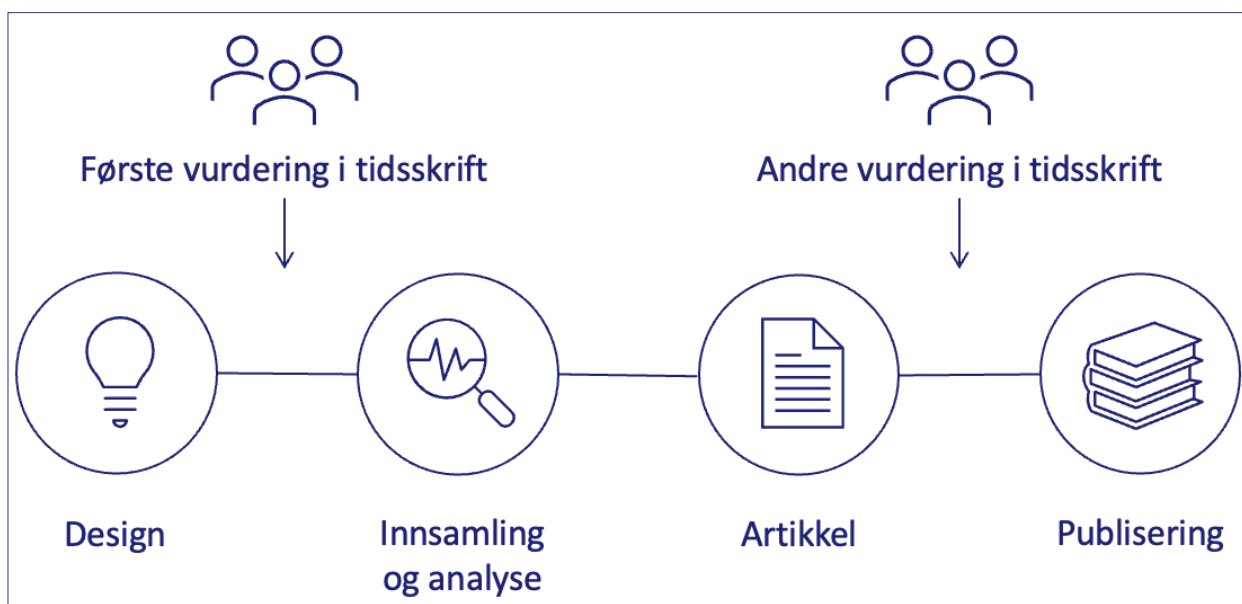 Første vurdering i tidsskrift
Andre vurdering i tidsskrift
Design
Innsamling
og analyse
Artikkel
Publisering